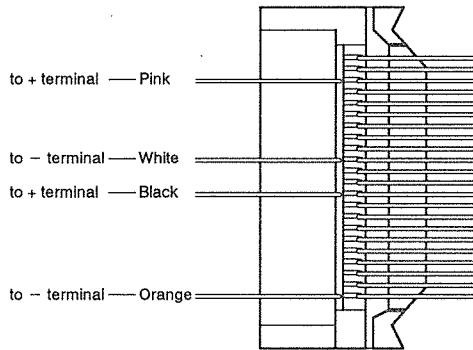 to + terminal — Pink
to − terminal — White
to + terminal — Black
to − terminal — Orange